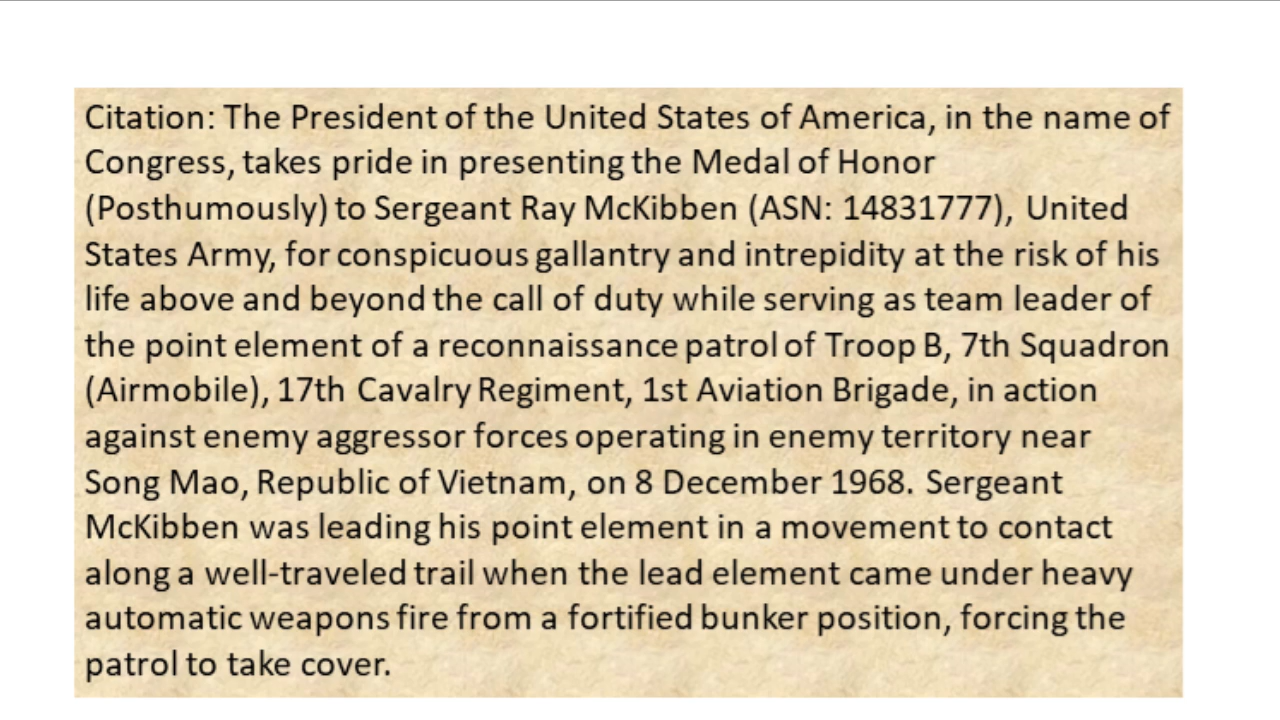 Citation: The President of the United States of America, in the name of
Congress, takes pride in presenting the Medal of Honor
(Posthumously) to Sergeant Ray McKibben (ASN: 14831777), United
States Army, for conspicuous gallantry and intrepidity at the risk of his
life above and beyond the call of duty while serving as team leader of
the point element of a reconnaissance patrol of Troop B, 7th Squadron
(Airmobile), 17th Cavalry Regiment, 1st Aviation Brigade, in action
against enemy aggressor forces operating in enemy territory near
Song Mao, Republic of Vietnam, on 8 December 1968. Sergeant
McKibben was leading his point element in a movement to contact
along a well-traveled trail when the lead element came under heavy
automatic weapons fire from a fortified bunker position, forcing the
patrol to take cover.